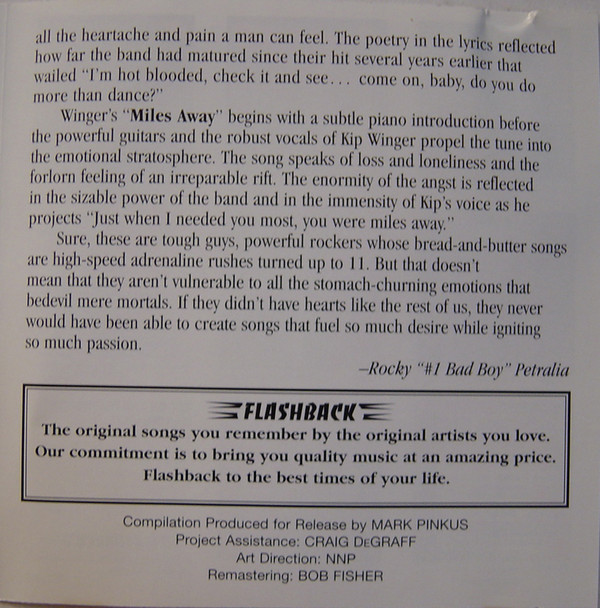 all the heartache and pain a man can feel. The poetry in the lyrics reflected
how far the band had matured since their hit several years earlier that
wailed “I'm hot blooded, check it and see… come on, baby, do you do
more than dance?”
Winger's “Miles Away” begins with a subtle piano introduction before
the powerful guitars and the robust vocals of Kip Winger propel the tune into
the emotional stratosphere. The song speaks of loss and loneliness and the
forlorn feeling of an irreparable rift. The enormity of the angst is reflected
in the sizable power of the band and in the immensity of Kip's voice as he
projects “Just when I needed you most, you were miles away.”
Sure, these are tough guys, powerful rockers whose bread-and-butter songs
are high-speed adrenaline rushes turned up to 11. But that doesn't
mean that they aren't vulnerable to all the stomach-churning emotions that
bedevil mere mortals. If they didn't have hearts like the rest of us, they never
would have been able to create songs that fuel so much desire while igniting
so much passion.
–Rocky “#1 Bad Boy” Petralia
FLASHBACK
The original songs you remember by the original artists you love.
Our commitment is to bring you quality music at an amazing price.
Flashback to the best times of your life.
Compilation Produced for Release by MARK PINKUS
Project Assistance: CRAIG DEGRAFF
Art Direction: NNP
Remastering: BOB FISHER